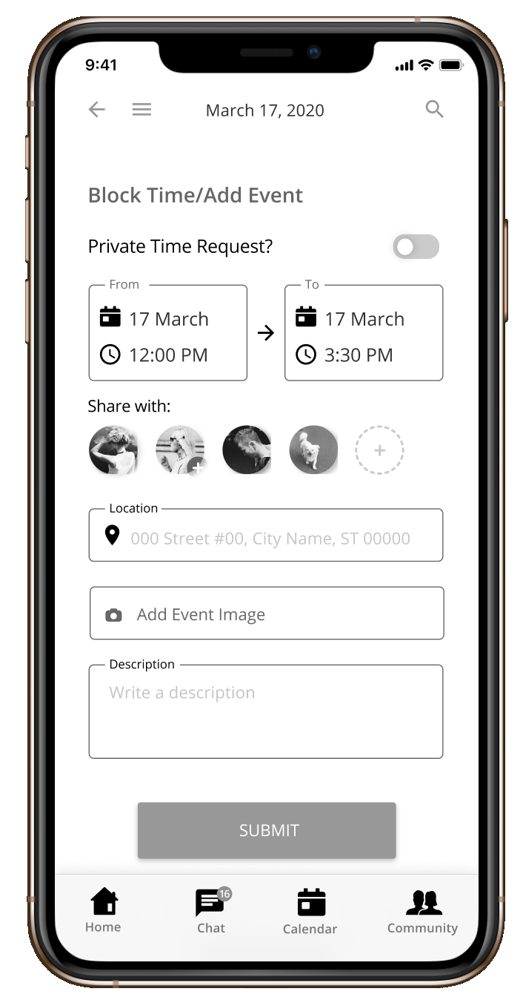 9:41
March 17, 2020
Block Time/Add Event
Private Time Request?
From
17 March
12:00 PM
To
17 March
3:30 PM
Share with:
Location
000 Street #00, City Name, ST 00000
Add Event Image
Description
Write a description
SUBMIT
Home
16
Chat
Calendar
Community